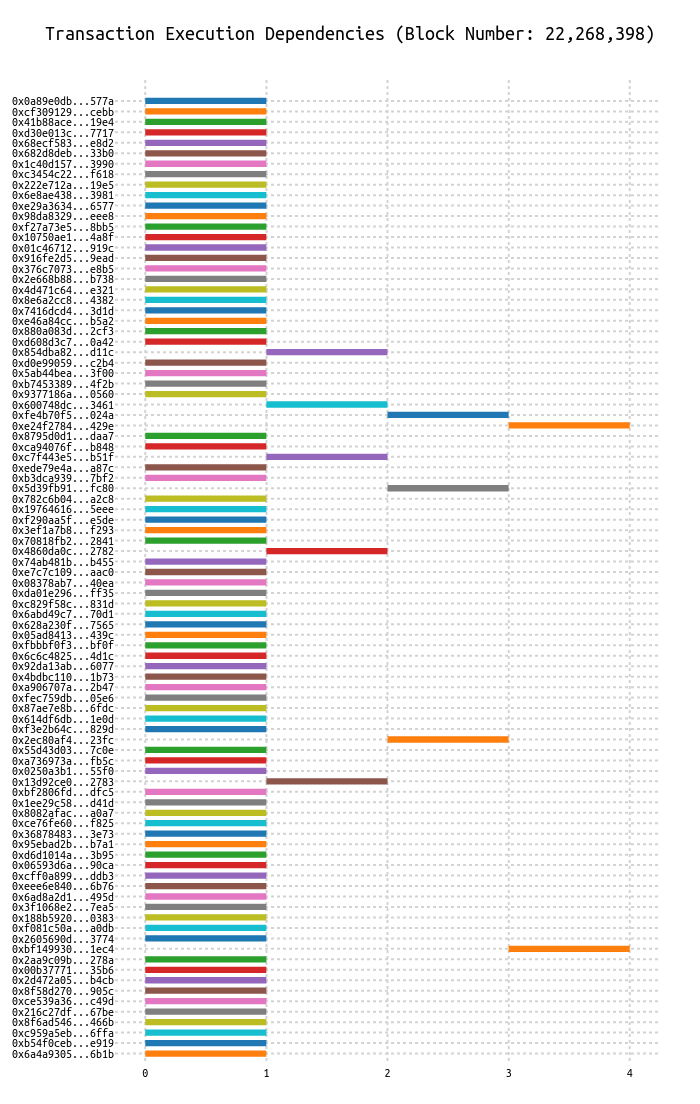 Transaction Execution Dependencies (Block Number: 22,268,398)
0x0a89e0db...577a
0xcf309129...cebb
0x41b88ace...19e4
0xd30e013c...7717
0x68ecf583...e8d2
0x682d8deb...33b0
0x1c40d157...3990
0xc3454c22...f618
0x222e712a...19e5
0x6e8ae438...3981
0xe29a3634...6577
0x98da8329...eee8
0xf27a73e5...8bb5
0x10750ae1...4a8f
0x01c46712...919c
0x916fe2d5...9ead
0x376c7073...e8b5
0x2e668b88...b738
0x4d471c64...e321
0x8e6a2cc8...4382
0x7416dcd4...3d1d
0xe46a84cc...b5a2
0x880a083d...2cf3
0xd608d3c7...0a42
0x854dba82...d11c
0xd0e99059...c2b4
0x5ab44bea...3f00
0xb7453389...4f2b
0x9377186a...0560
0x600748dc...3461
0xfe4b70f5...024a
0xe24f2784...429e
0x8795d0d1...daa7
0xca94076f...b848
0xc7f443e5...b51f
0xede79e4a...a87c
0xb3dca939...7bf2
0x5d39fb91...fc80
0x782c6b04...a2c8
0x19764616...5eee
0xf290aa5f...e5de
0x3ef1a7b8...f293
0x70818fb2...2841
0x4860da0c...2782
0x74ab481b...b455
0xe7c7c109...aac0
0x08378ab7...40ea
0xda01e296...ff35
0xc829f58c...831d
0x6abd49c7...70d1
0x628a230f...7565
0x05ad8413...439c
0xfbbbf0f3...bf0f
0x6c6c4825...4d1c
0x92da13ab...6077
0x4bdbc110...1b73
0xa906707a...2b47
0xfec759db...05e6
0x87ae7e8b...6fdc
0x614df6db...1e0d
0xf3e2b64c...829d
0x2ec80af4...23fc
0x55d43d03...7c0e
0xa736973a...fb5c
0x0250a3b1...55f0
0x13d92ce0...2783
0xbf2806fd...dfc5
0x1ee29c58...d41d
0x8082afac...a0a7
0xce76fe60...f825
0x36878483...3e73
0x95ebad2b...b7a1
0xd6d1014a...3b95
0x06593d6a...90ca
0xcff0a899...ddb3
0xeee6e840...6b76
0x6ad8a2d1...495d
0x3f1068e2...7ea5
0x188b5920...0383
0xf081c50a...a0db
0x2605690d...3774
0xbf149930...1ec4
0x2aa9c09b...278a
0x00b37771...35b6
0x2d472a05...b4cb
0x8f58d270...905c
0xce539a36...c49d
0x216c27df...67be
0x8f6ad546...466b
0xc959a5eb...6ffa
0xb54f0ceb...e919
0x6a4a9305...6b1b
0 1 2 3 4